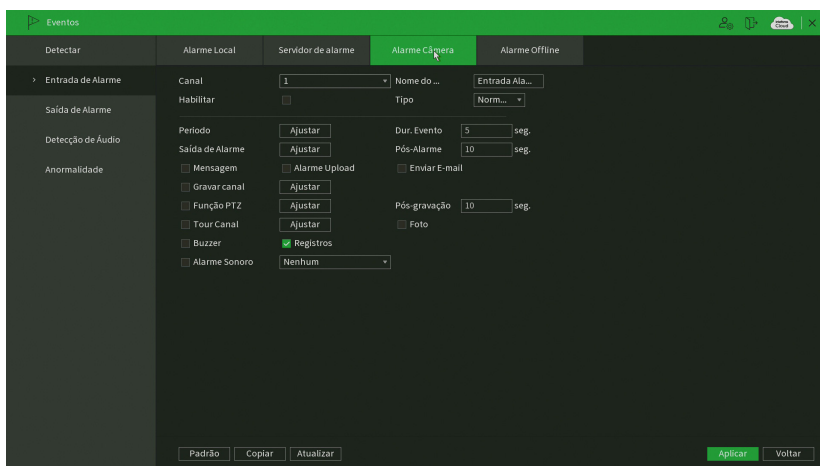 Eventos
Detectar
Alarme Local
Servidor de alarme
Alarme Câmera
Alarme Offline
Entrada de Alarme
Saída de Alarme
Detecção de Áudio
Anormalidade
Canal 1 Nome do ... Entrada Ala...
Habilitar Tipo Norm...
Periodo Ajustar Dur. Evento 5 seg.
Saída de Alarme Ajustar Pós-Alarme 10 seg.
Mensagem Alarme Upload Enviar E-mail
Gravar canal Ajustar
Função PTZ Ajustar Pós-gravação 10 seg.
Tour Canal Ajustar Foto
Buzzer Registros
Alarme Sonoro Nenhum
Padrão Copiar Atualizar Aplicar Voltar